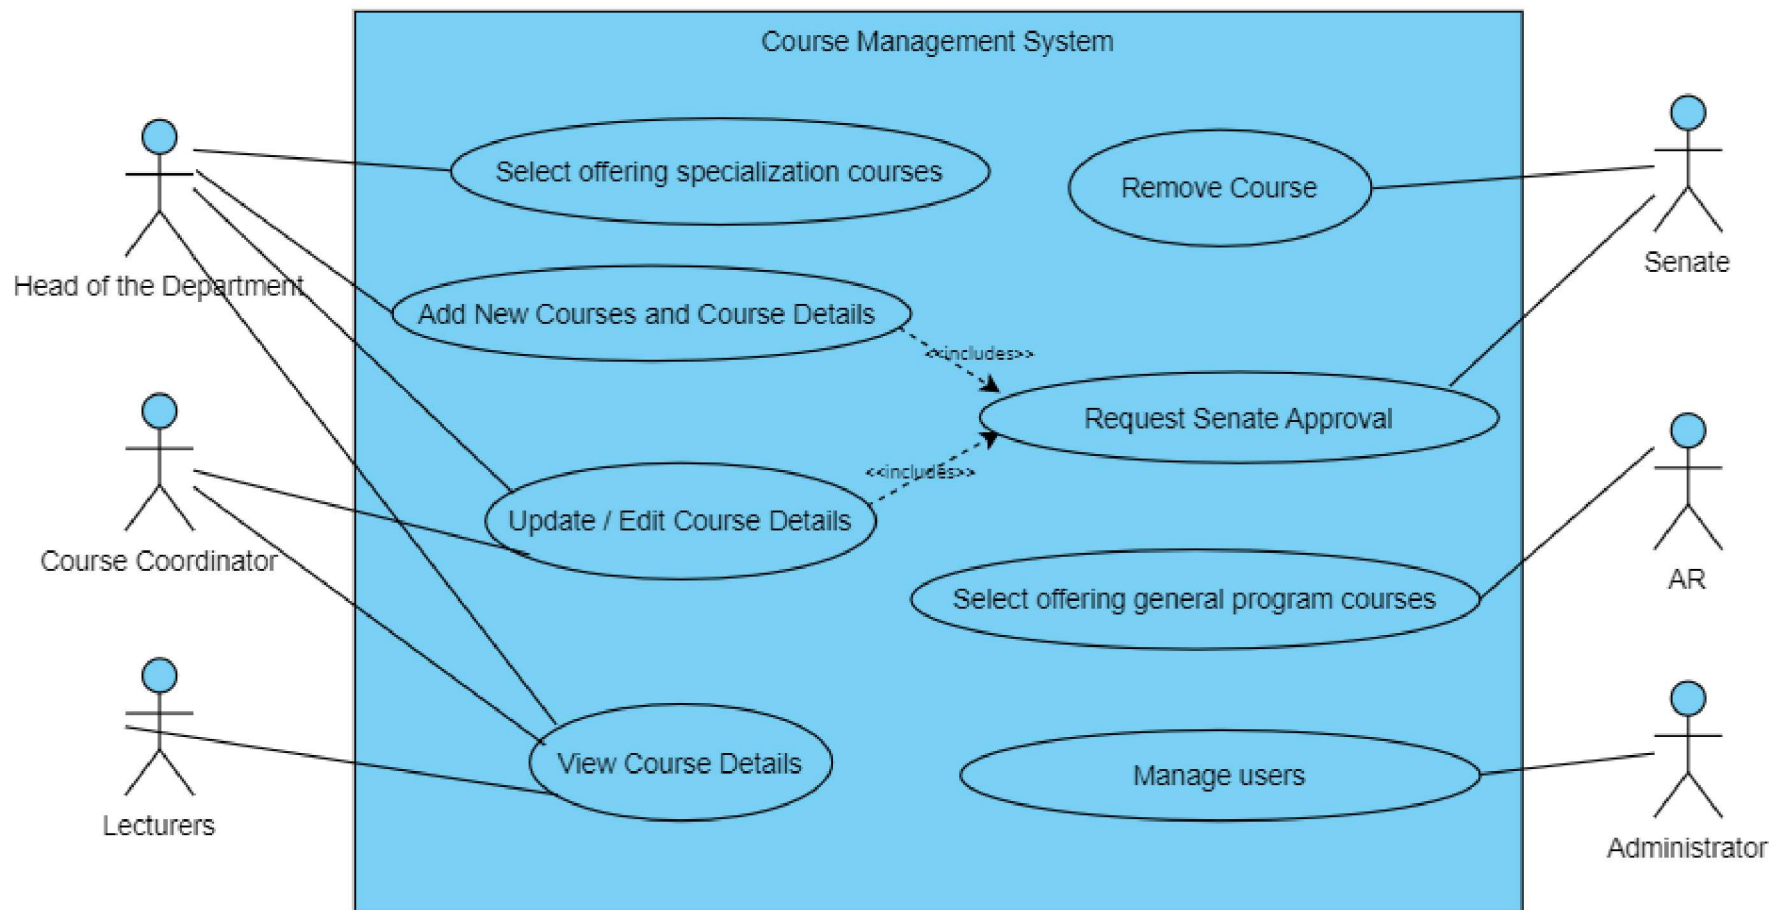 Course Management System
Select offering specialization courses
Remove Course
Head of the Department
Senate
Add New Courses and Course Details
<<includes>>
Request Senate Approval
<<includes>>
Update / Edit Course Details
Course Coordinator
AR
Select offering general program courses
View Course Details
Manage users
Lecturers
Administrator